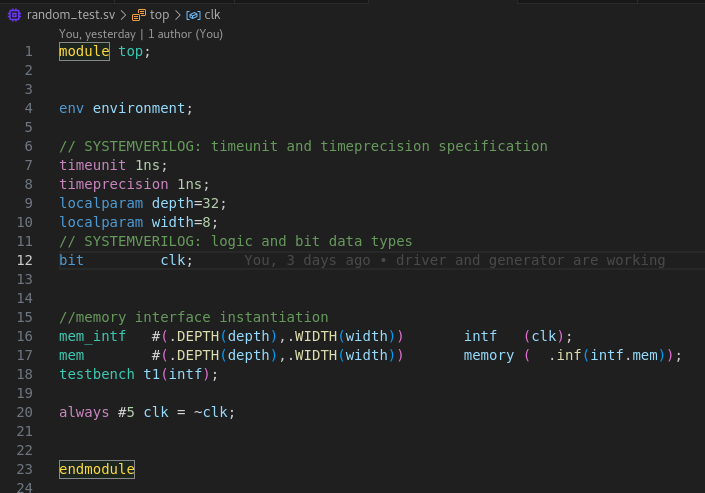 random_test.sv > top > clk
You, yesterday | 1 author (You)
1 module top;
2
3
4 env environment;
5
6 // SYSTEMVERILOG: timeunit and timeprecision specification
7 timeunit 1ns;
8 timeprecision 1ns;
9 localparam depth=32;
10 localparam width=8;
11 // SYSTEMVERILOG: logic and bit data types
12 bit         clk;      You, 3 days ago • driver and generator are working
13
14
15 //memory interface instantiation
16 mem_intf   #(.DEPTH(depth),.WIDTH(width))       intf   (clk);
17 mem        #(.DEPTH(depth),.WIDTH(width))       memory (  .inf(intf.mem));
18 testbench t1(intf);
19
20 always #5 clk = ~clk;
21
22
23 endmodule
24